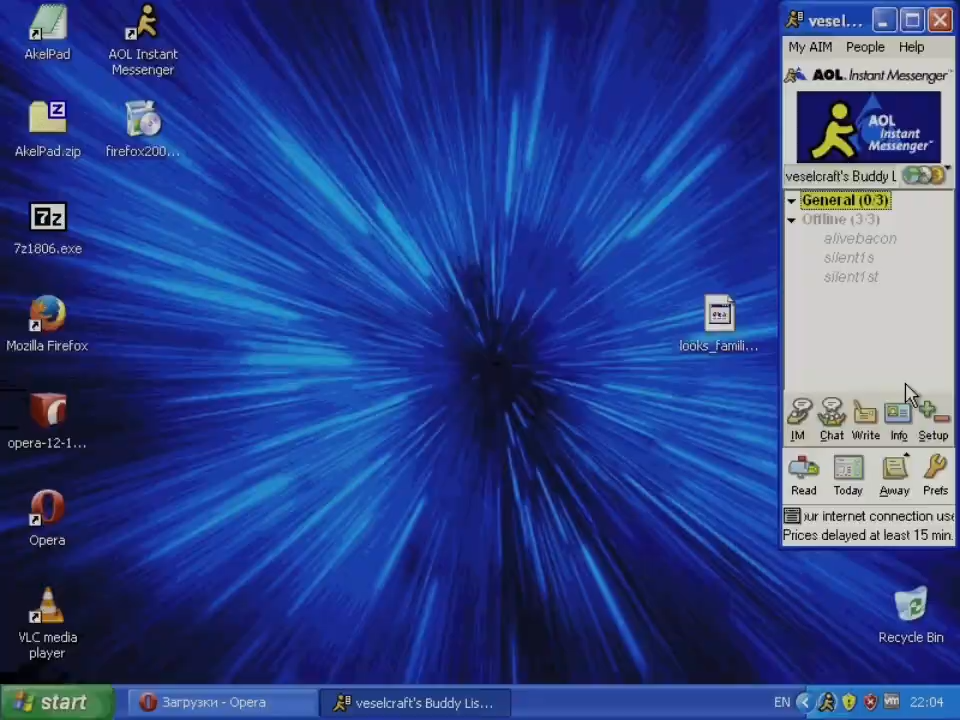 AkelPad
AOL Instant
Messenger
AkelPad.zip
firefox200...
7z
7z1806.exe
Mozilla Firefox
opera-12-1...
Opera
VLC media
player
looks_famili...
Recycle Bin
vesel...
My AIM People Help
AOL Instant Messenger
AOL
Instant
Messenger
veselcraft's Buddy L
General (0/3)
Offline (3/3)
alivebacon
silent1s
silent1st
IM Chat Write Info Setup
Read Today Away Prefs
ur internet connection use
Prices delayed at least 15 min.
start
Загрузки - Opera
veselcraft's Buddy Lis...
EN
vm
22:04